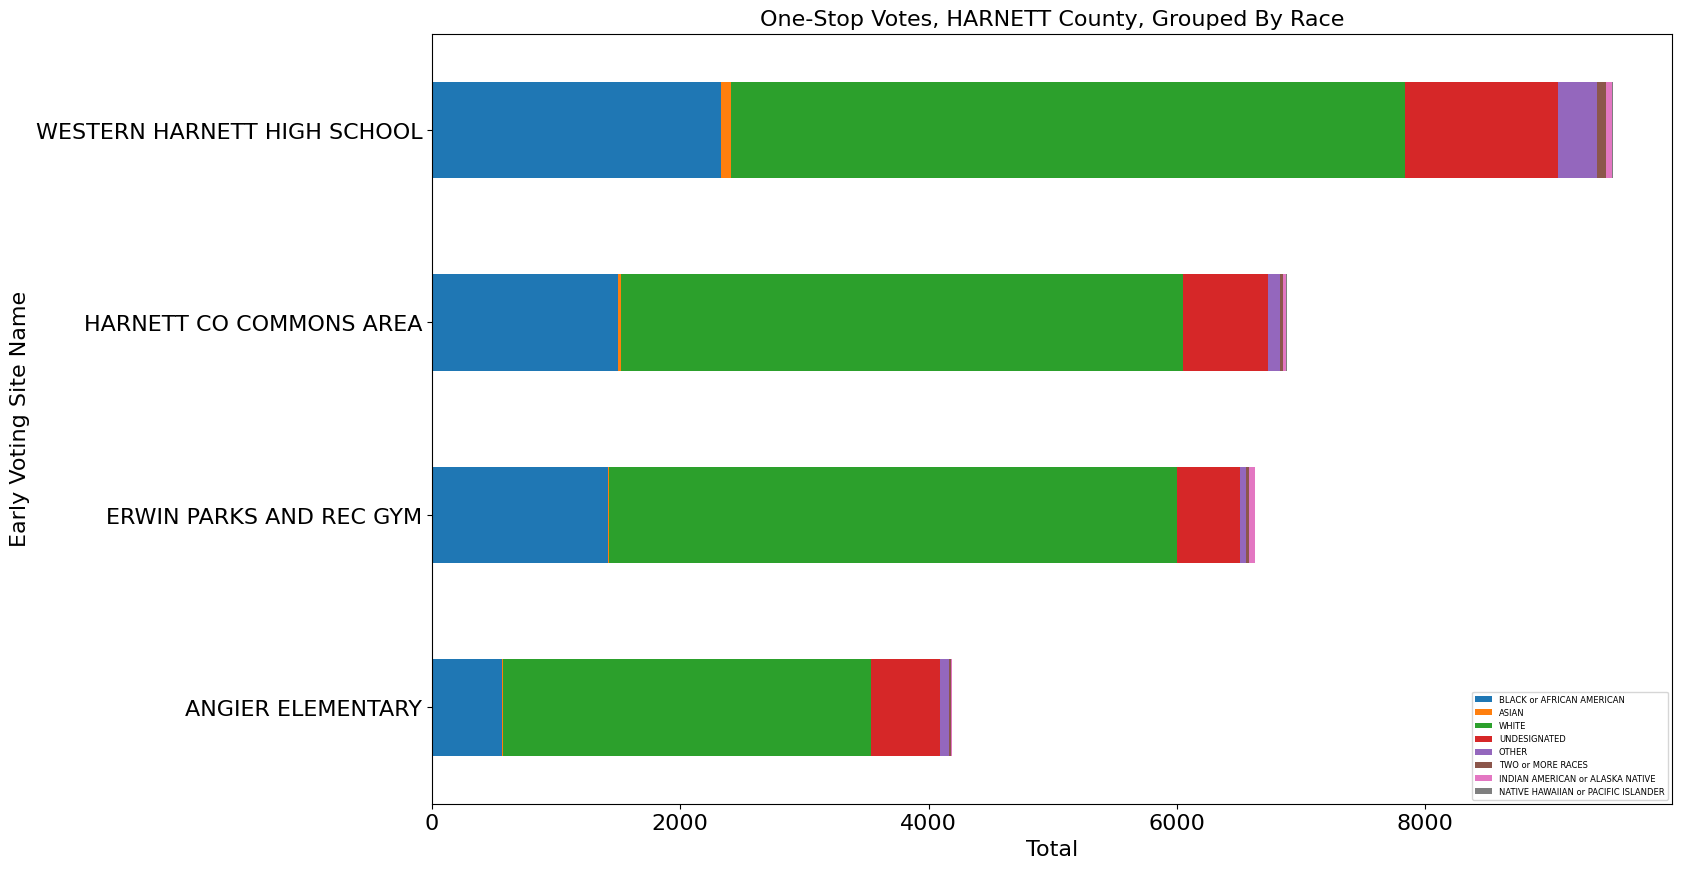 One-Stop Votes, HARNETT County, Grouped By Race
Early Voting Site Name
WESTERN HARNETT HIGH SCHOOL
HARNETT CO COMMONS AREA
ERWIN PARKS AND REC GYM
ANGIER ELEMENTARY
BLACK or AFRICAN AMERICAN
ASIAN
WHITE
UNDESIGNATED
OTHER
TWO or MORE RACES
INDIAN AMERICAN or ALASKA NATIVE
NATIVE HAWAIIAN or PACIFIC ISLANDER
0 2000 4000 6000 8000
Total